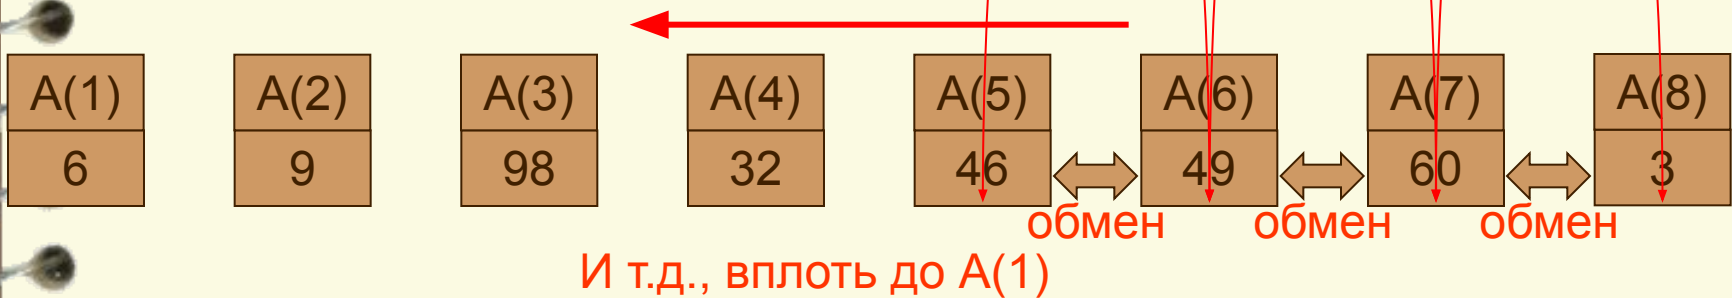 A(1) A(2) A(3) A(4) A(5) A(6) A(7) A(8)
6 9 98 32 46 49 60 3
обмен обмен обмен
И т.д., вплоть до А(1)